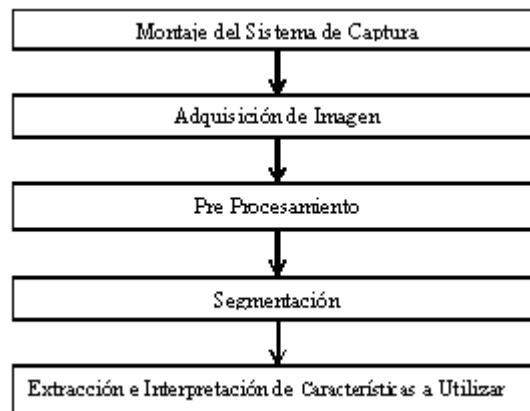 Montaje del Sistema de Captura
Adquisición de Imagen
Pre Procesamiento
Segmentación
Extracción e Interpretación de Características a Utilizar